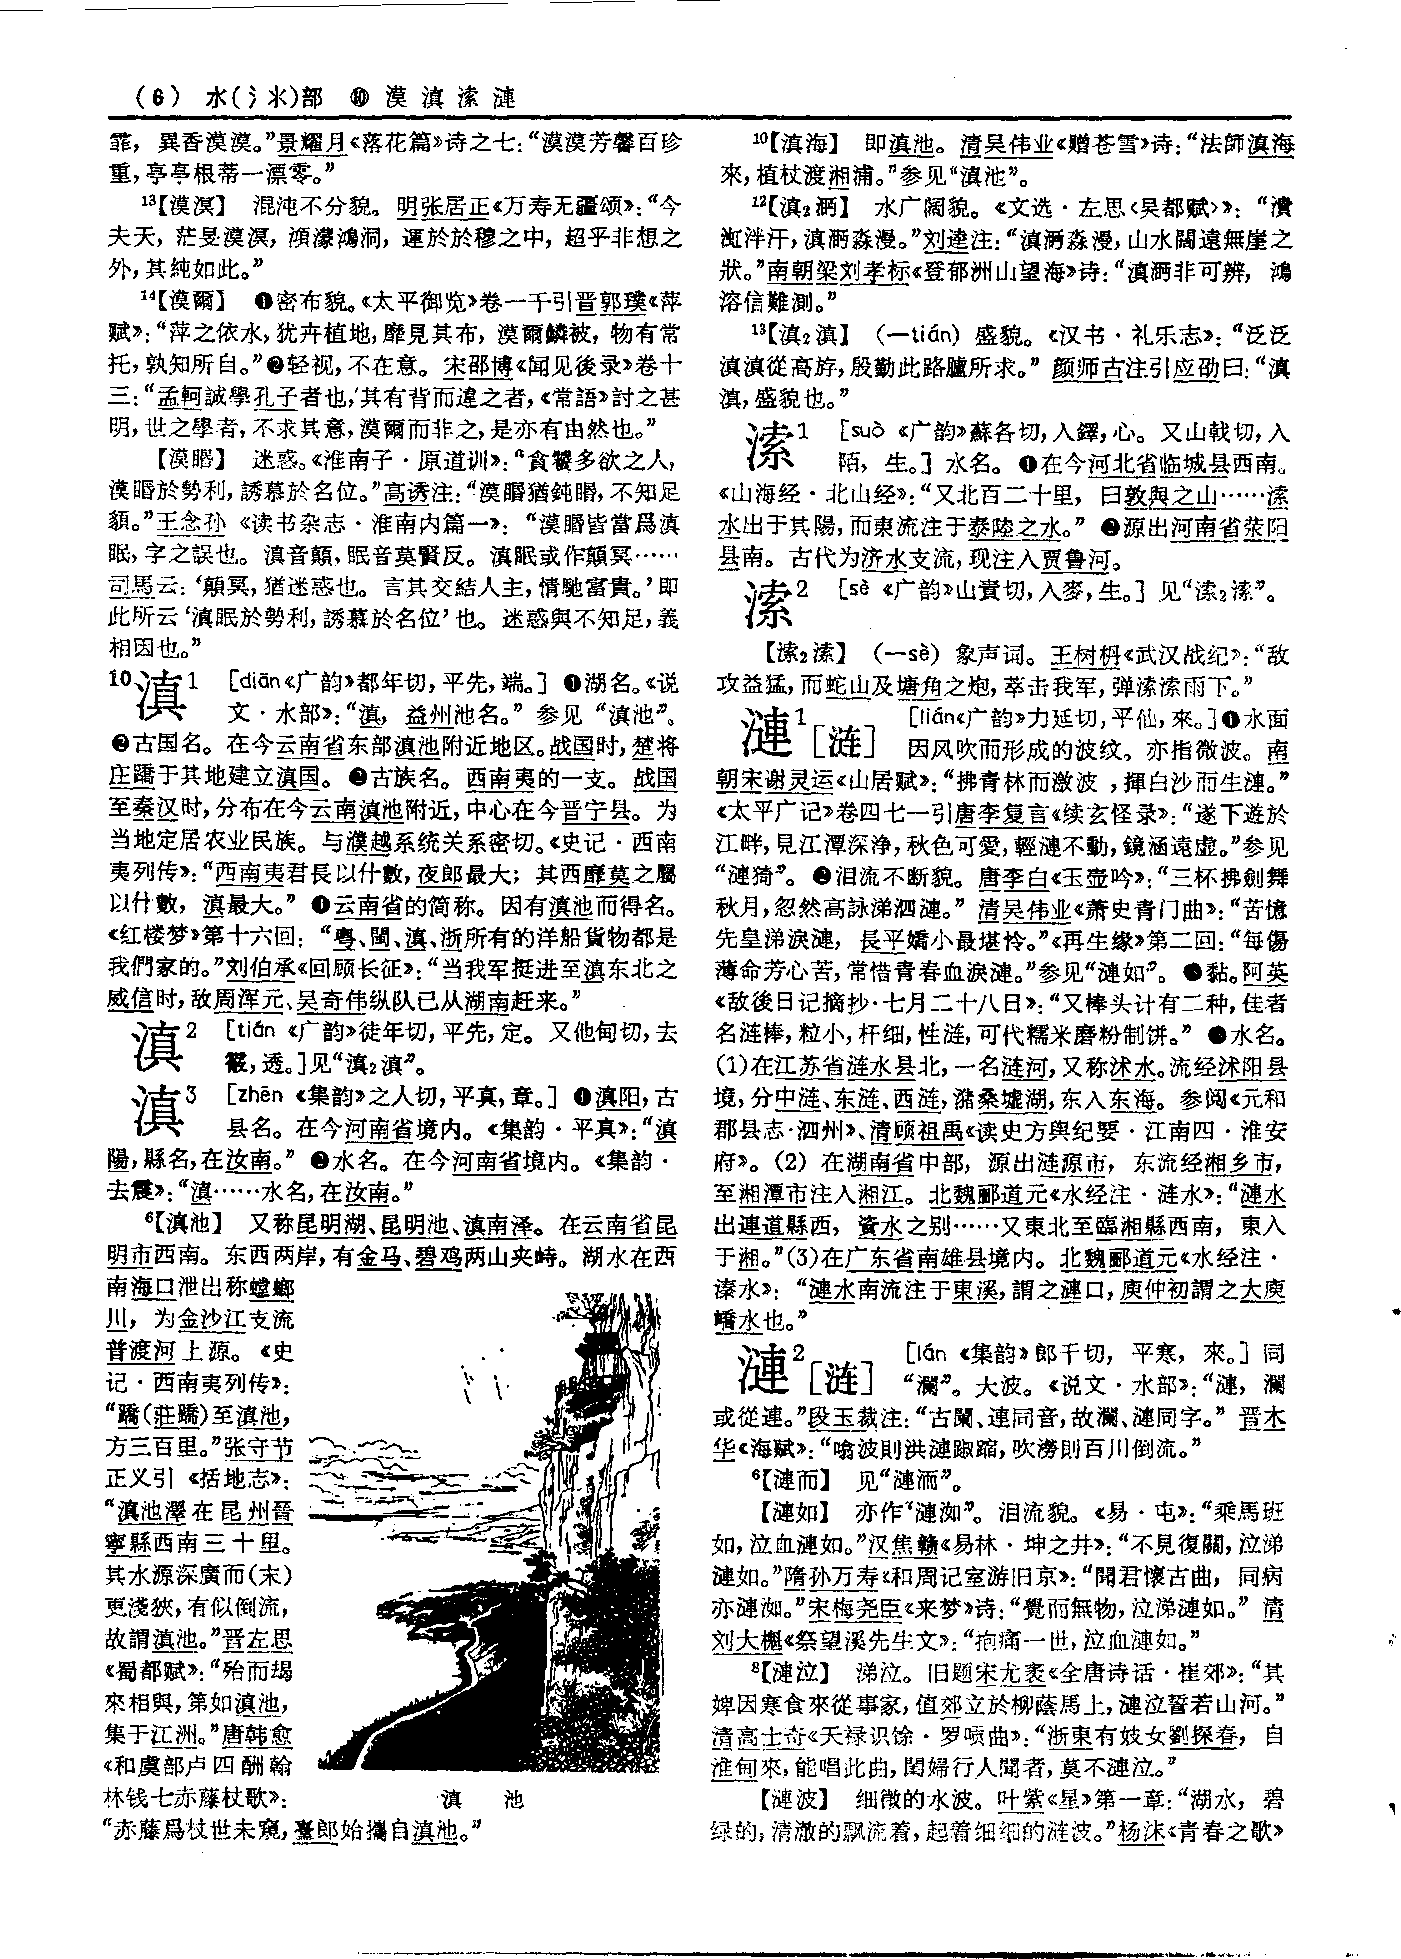 (6) 水(氵氺)部 ⑩ 漠滇溹漣
霏，異香漠漠。”景耀月《落花篇》诗之七：“漠漠芳馨百珍
重，亭亭根蒂一漂零。”
13【漠溟】 混沌不分貌。明张居正《万寿无疆颂》：“今
夫天，茫旻漠溟，澒濛鴻洞，運於於穆之中，超乎非想之
外，其純如此。”
14【漠爾】 ❶密布貌。《太平御览》卷一千引晋郭璞《萍
赋》：“萍之依水，犹卉植地，靡見其布，漠爾鱗被，物有常
托，孰知所自。”❷轻视，不在意。宋邵博《闻见後录》卷十
三：“孟軻誠學孔子者也，其有背而違之者，《常語》討之甚
明，世之學者，不求其意，漠爾而非之，是亦有由然也。”
【漠睧】 迷惑。《淮南子·原道训》：“貪饕多欲之人，
漠睧於勢利，誘慕於名位。”高诱注：“漠睧猶鈍睧，不知足
貌。”王念孙《读书杂志·淮南内篇一》：“漠睧皆當爲滇
眠，字之誤也。滇音顛，眠音莫賢反。滇眠或作顛冥……
司馬云：‘顛冥，猶迷惑也。言其交結人主，情馳富貴。’即
此所云‘滇眠於勢利，誘慕於名位’也。迷惑與不知足，義
相因也。”
10滇1 [diān《广韵》都年切，平先，端。] ❶湖名。《说
文·水部》：“滇，益州池名。”参见“滇池”。
❷古国名。在今云南省东部滇池附近地区。战国时，楚将
庄蹻于其地建立滇国。❸古族名。西南夷的一支。战国
至秦汉时，分布在今云南滇池附近，中心在今晋宁县。为
当地定居农业民族。与濮越系统关系密切。《史记·西南
夷列传》：“西南夷君長以什數，夜郎最大；其西靡莫之屬
以什數，滇最大。”❹云南省的简称。因有滇池而得名。
《红楼梦》第十六回：“粤、閩、滇、浙所有的洋船貨物都是
我們家的。”刘伯承《回顾长征》：“当我军挺进至滇东北之
威信时，敌周浑元、吴奇伟纵队已从湖南赶来。”
滇2 [tián《广韵》徒年切，平先，定。又他甸切，去
霰，透。]见“滇2滇”。
滇3 [zhēn《集韵》之人切，平真，章。] ❶滇阳，古
县名。在今河南省境内。《集韵·平真》：“滇
陽，縣名，在汝南。”❷水名。在今河南省境内。《集韵·
去震》：“滇……水名，在汝南。”
6【滇池】 又称昆明湖、昆明池、滇南泽。在云南省昆
明市西南。东西两岸，有金马、碧鸡两山夹峙。湖水在西
南海口泄出称螳螂
川，为金沙江支流
普渡河上源。《史
记·西南夷列传》：
“蹻(莊蹻)至滇池，
方三百里。”张守节
正义引《括地志》：
“滇池澤在昆州晉
寧縣西南三十里。
其水源深廣而(末)
更淺狹，有似倒流，
故謂滇池。”晋左思
《蜀都赋》：“殆而朅
來相與，第如滇池，
集于江洲。”唐韩愈
《和虞部卢四酬翰
林钱七赤藤杖歌》：
滇 池
“赤藤爲杖世未窺，臺郎始攜自滇池。”
10【滇海】 即滇池。清吴伟业《赠苍雪》诗：“法師滇海
來，植杖渡湘浦。”参见“滇池”。
12【滇2㴐】 水广阔貌。《文选·左思〈吴都赋〉》：“濆
泋泮汗，滇㴐淼漫。”刘逵注：“滇㴐淼漫，山水闊遠無崖之
狀。”南朝梁刘孝标《登郁洲山望海》诗：“滇㴐非可辨，鴻
溶信難測。”
13【滇2滇】 (—tián) 盛貌。《汉书·礼乐志》：“泛泛
滇滇從高斿，殷勤此路臚所求。”颜师古注引应劭曰：“滇
滇，盛貌也。”
溹1 [suò《广韵》蘇各切，入鐸，心。又山戟切，入
陌，生。] 水名。❶在今河北省临城县西南。
《山海经·北山经》：“又北百二十里，曰敦與之山……溹
水出于其陽，而東流注于泰陸之水。”❷源出河南省荥阳
县南。古代为济水支流，现注入贾鲁河。
溹2 [sè《广韵》山責切，入麥，生。] 见“溹2溹”。
【溹2溹】 (—sè) 象声词。王树枏《武汉战纪》：“敌
攻益猛，而蛇山及塘角之炮，萃击我军，弹溹溹雨下。”
漣1[涟] [lián《广韵》力延切，平仙，來。]❶水面
因风吹而形成的波纹。亦指微波。南
朝宋谢灵运《山居赋》：“拂青林而激波，揮白沙而生漣。”
《太平广记》卷四七一引唐李复言《续玄怪录》：“遂下遊於
江畔，見江潭深净，秋色可愛，輕漣不動，鏡涵遠虛。”参见
“漣猗”。❷泪流不断貌。唐李白《玉壶吟》：“三杯拂劍舞
秋月，忽然高詠涕泗漣。”清吴伟业《萧史青门曲》：“苦憶
先皇涕淚漣，長平嬌小最堪怜。”《再生缘》第二回：“每傷
薄命芳心苦，常惜青春血淚漣。”参见“漣如”。❸黏。阿英
《敌後日记摘抄·七月二十八日》：“又棒头计有二种，佳者
名涟棒，粒小，杆细，性涟，可代糯米磨粉制饼。”❹水名。
(1)在江苏省涟水县北，一名涟河，又称沭水。流经沭阳县
境，分中涟、东涟、西涟，潴桑墟湖，东入东海。参阅《元和
郡县志·泗州》、清顾祖禹《读史方舆纪要·江南四·淮安
府》。(2) 在湖南省中部，源出涟源市，东流经湘乡市，
至湘潭市注入湘江。北魏郦道元《水经注·涟水》：“漣水
出連道縣西，資水之别……又東北至臨湘縣西南，東入
于湘。”(3)在广东省南雄县境内。北魏郦道元《水经注·
溱水》：“漣水南流注于東溪，謂之漣口，庾仲初謂之大庾
嶠水也。”
漣2[涟] [lán《集韵》郎干切，平寒，來。] 同
“瀾”。大波。《说文·水部》：“漣，瀾
或從連。”段玉裁注：“古闌、連同音，故瀾、漣同字。”晋木
华《海赋》：“噏波則洪漣踧蹜，吹澇則百川倒流。”
6【漣而】 见“漣洏”。
【漣如】 亦作“漣洳”。泪流貌。《易·屯》：“乘馬班
如，泣血漣如。”汉焦赣《易林·坤之井》：“不見復關，泣涕
漣如。”隋孙万寿《和周记室游旧京》：“聞君懷古曲，同病
亦漣洳。”宋梅尧臣《来梦》诗：“覺而無物，泣涕漣如。”清
刘大櫆《祭望溪先生文》：“抱痛一世，泣血漣如。”
8【漣泣】 涕泣。旧题宋尤袤《全唐诗话·崔郊》：“其
婢因寒食來從事家，值郊立於柳蔭馬上，漣泣誓若山河。”
清高士奇《天禄识馀·罗唝曲》：“浙東有妓女劉探春，自
淮甸來，能唱此曲，閨婦行人聞者，莫不漣泣。”
【漣波】 细微的水波。叶紫《星》第一章：“湖水，碧
绿的，清澈的飘流着，起着细细的涟波。”杨沫《青春之歌》